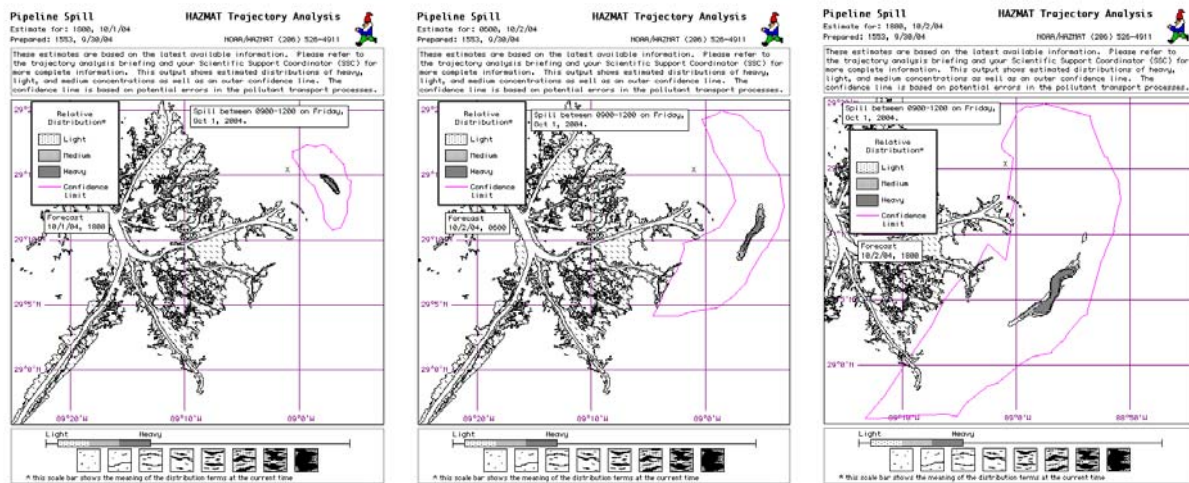 Pipeline Spill
HAZMAT Trajectory Analysis
Estimate for: 1800, 10/1/04
Prepared: 1553, 9/30/04
NOAA/HAZMAT (206) 526-4911
These estimates are based on the latest available information. Please refer to
the trajectory analysis briefing and your Scientific Support Coordinator (SSC) for
more complete information. This output shows estimated distributions of heavy,
light, and medium concentrations as well as an outer confidence line. The
confidence line is based on potential errors in the pollutant transport processes.
Spill between 0900-1200 on Friday,
Oct 1, 2004.
Relative
Distribution*
Light
Medium
Heavy
Confidence
limit
X
Forecast
10/1/04, 1800
29°10'N
29°5'N
29°0'N
89°20'W
89°10'W
89°0'W
Light
Heavy
* this scale bar shows the meaning of the distribution terms at the current time
Pipeline Spill
HAZMAT Trajectory Analysis
Estimate for: 0600, 10/2/04
Prepared: 1553, 9/30/04
NOAA/HAZMAT (206) 526-4911
These estimates are based on the latest available information. Please refer to
the trajectory analysis briefing and your Scientific Support Coordinator (SSC) for
more complete information. This output shows estimated distributions of heavy,
light, and medium concentrations as well as an outer confidence line. The
confidence line is based on potential errors in the pollutant transport processes.
Spill between 0900-1200 on Friday,
Oct 1, 2004.
Relative
Distribution*
Light
Medium
Heavy
Confidence
limit
X
Forecast
10/2/04, 0600
29°10'N
29°5'N
29°0'N
89°20'W
89°10'W
89°0'W
Light
Heavy
* this scale bar shows the meaning of the distribution terms at the current time
Pipeline Spill
HAZMAT Trajectory Analysis
Estimate for: 1800, 10/2/04
Prepared: 1553, 9/30/04
NOAA/HAZMAT (206) 526-4911
These estimates are based on the latest available information. Please refer to
the trajectory analysis briefing and your Scientific Support Coordinator (SSC) for
more complete information. This output shows estimated distributions of heavy,
light, and medium concentrations as well as an outer confidence line. The
confidence line is based on potential errors in the pollutant transport processes.
Spill between 0900-1200 on Friday,
Oct 1, 2004.
Relative
Distribution*
Light
Medium
Heavy
Confidence
limit
X
Forecast
10/2/04, 1800
29°0'N
89°10'W
89°0'W
88°50'W
Light
Heavy
* this scale bar shows the meaning of the distribution terms at the current time